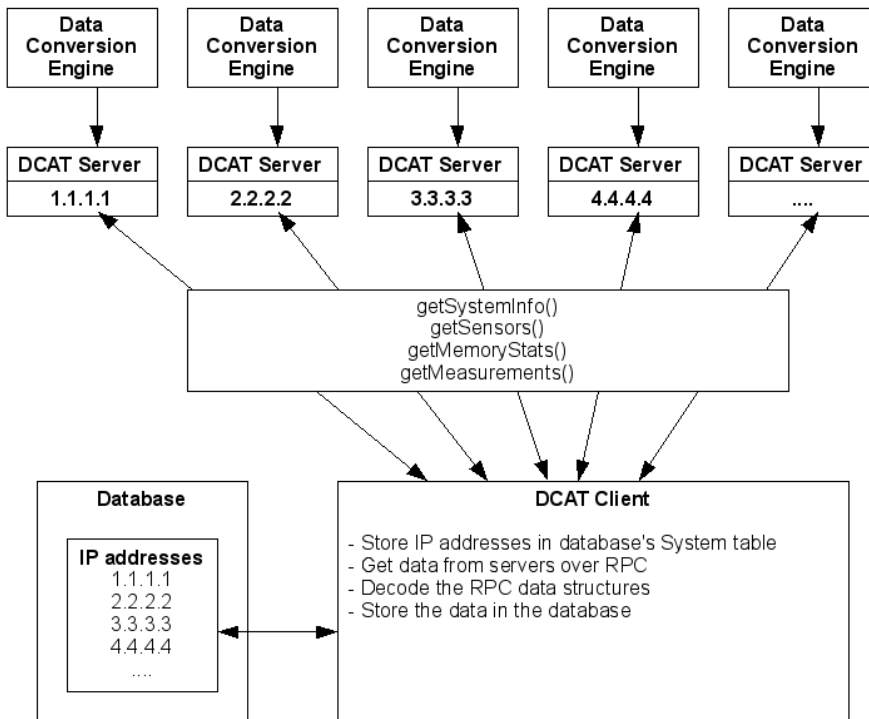 Data
Conversion
Engine
Data
Conversion
Engine
Data
Conversion
Engine
Data
Conversion
Engine
Data
Conversion
Engine
DCAT Server
1.1.1.1
DCAT Server
2.2.2.2
DCAT Server
3.3.3.3
DCAT Server
4.4.4.4
DCAT Server
....
getSystemInfo()
getSensors()
getMemoryStats()
getMeasurements()
Database
IP addresses
1.1.1.1
2.2.2.2
3.3.3.3
4.4.4.4
....
DCAT Client
- Store IP addresses in database's System table
- Get data from servers over RPC
- Decode the RPC data structures
- Store the data in the database